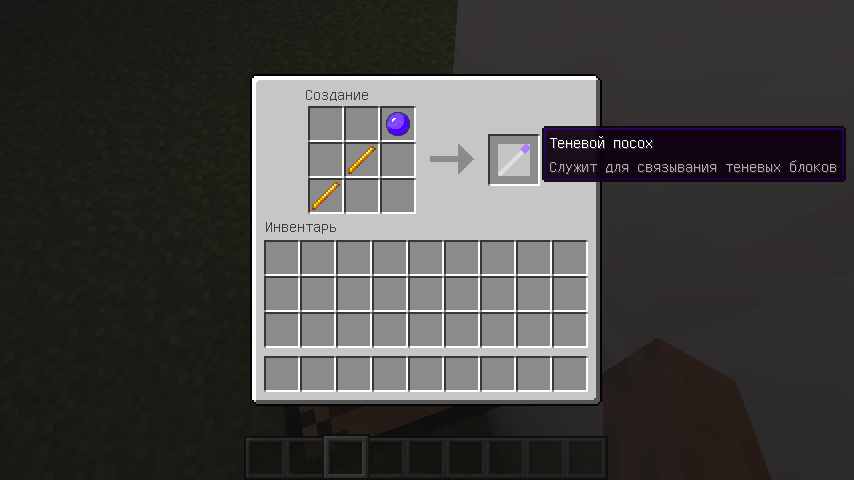 Создание
Теневой посох
Служит для связывания теневых блоков
Инвентарь